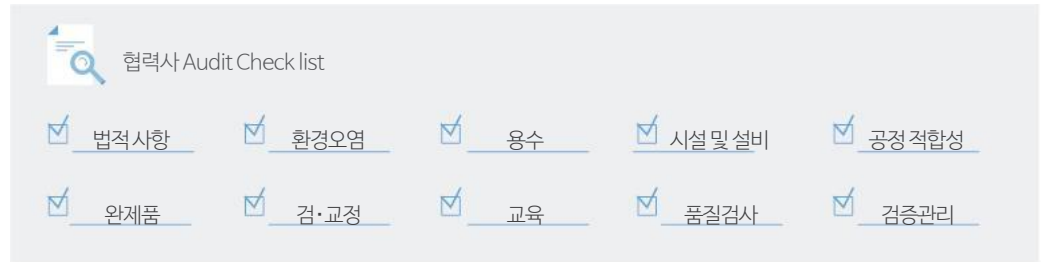 협력사 Audit Check list
법적 사항 환경오염 용수 시설 및 설비 공정 적합성
완제품 검·교정 교육 품질검사 검증관리